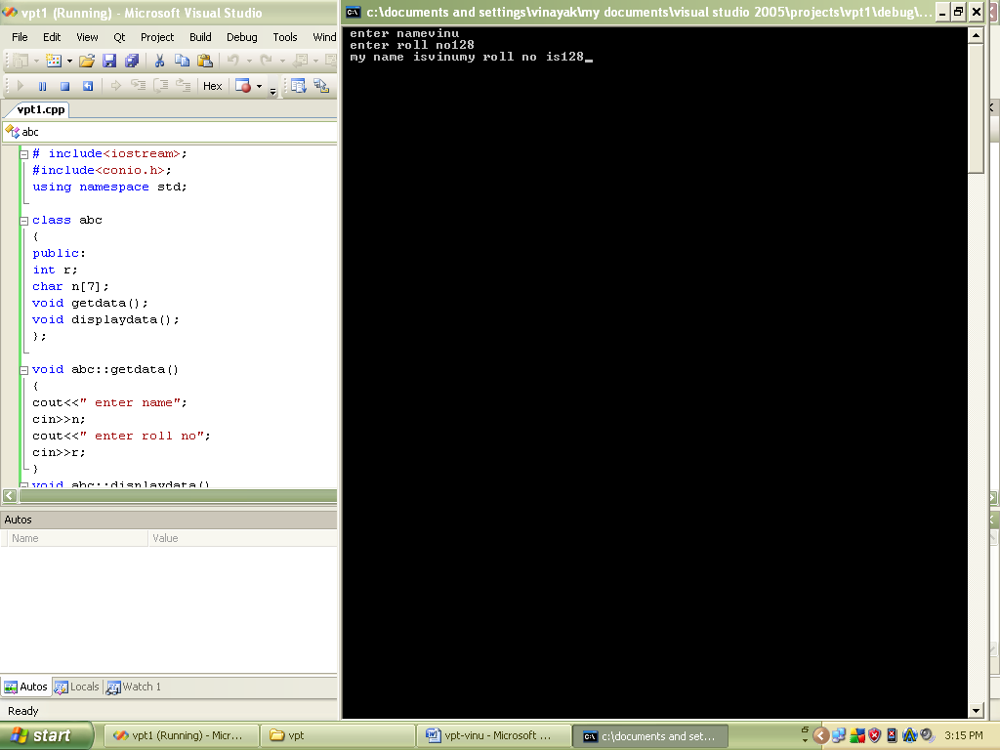 vpt1 (Running) - Microsoft Visual Studio
File Edit View Qt Project Build Debug Tools Wind
Hex
vpt1.cpp
abc
# include<iostream>;
#include<conio.h>;
using namespace std;
class abc
{
public:
int r;
char n[7];
void getdata();
void displaydata();
};
void abc::getdata()
{
cout<<" enter name";
cin>>n;
cout<<" enter roll no";
cin>>r;
}
void abc::displaydata()
Autos
Name Value
Autos Locals Watch 1
Ready
c:\documents and settings\vinayak\my documents\visual studio 2005\projects\vpt1\debug\...
enter namevinu
enter roll no128
my name isvinumy roll no is128_
start vpt1 (Running) - Micr... vpt vpt-vinu - Microsoft ... c:\documents and set... 3:15 PM